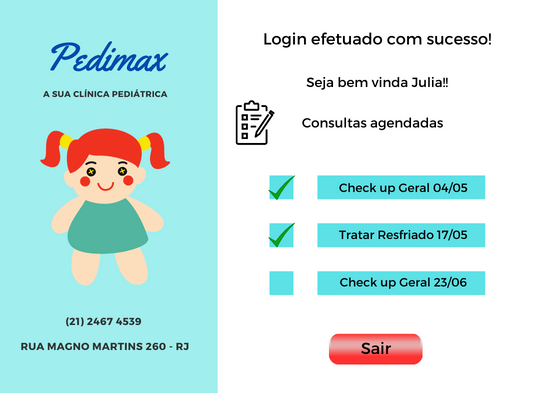 Pedimax
A SUA CLÍNICA PEDIÁTRICA
(21) 2467 4539
RUA MAGNO MARTINS 260 - RJ
Login efetuado com sucesso!
Seja bem vinda Julia!!
Consultas agendadas
Check up Geral 04/05
Tratar Resfriado 17/05
Check up Geral 23/06
Sair